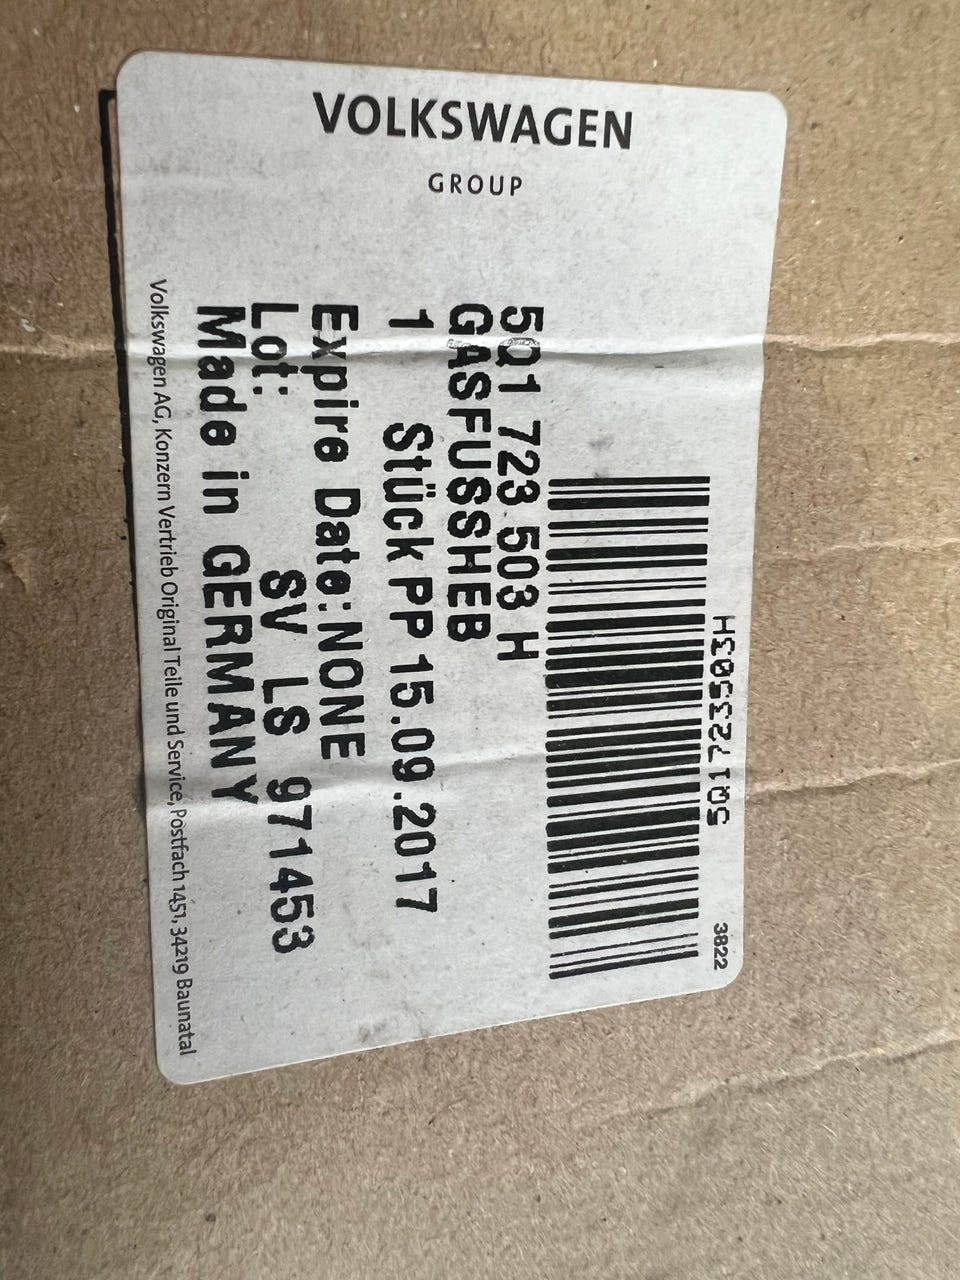 VOLKSWAGEN
GROUP
5Q1723503H
3822
5Q1 723 503 H
GASFUSSHEB
1 Stück PP 15.09.2017
Expire Date:NONE
Lot: SV LS 971453
Made in GERMANY
Volkswagen AG, Konzern Vertrieb Original Teile und Service, Postfach 1451, 34219 Baunatal